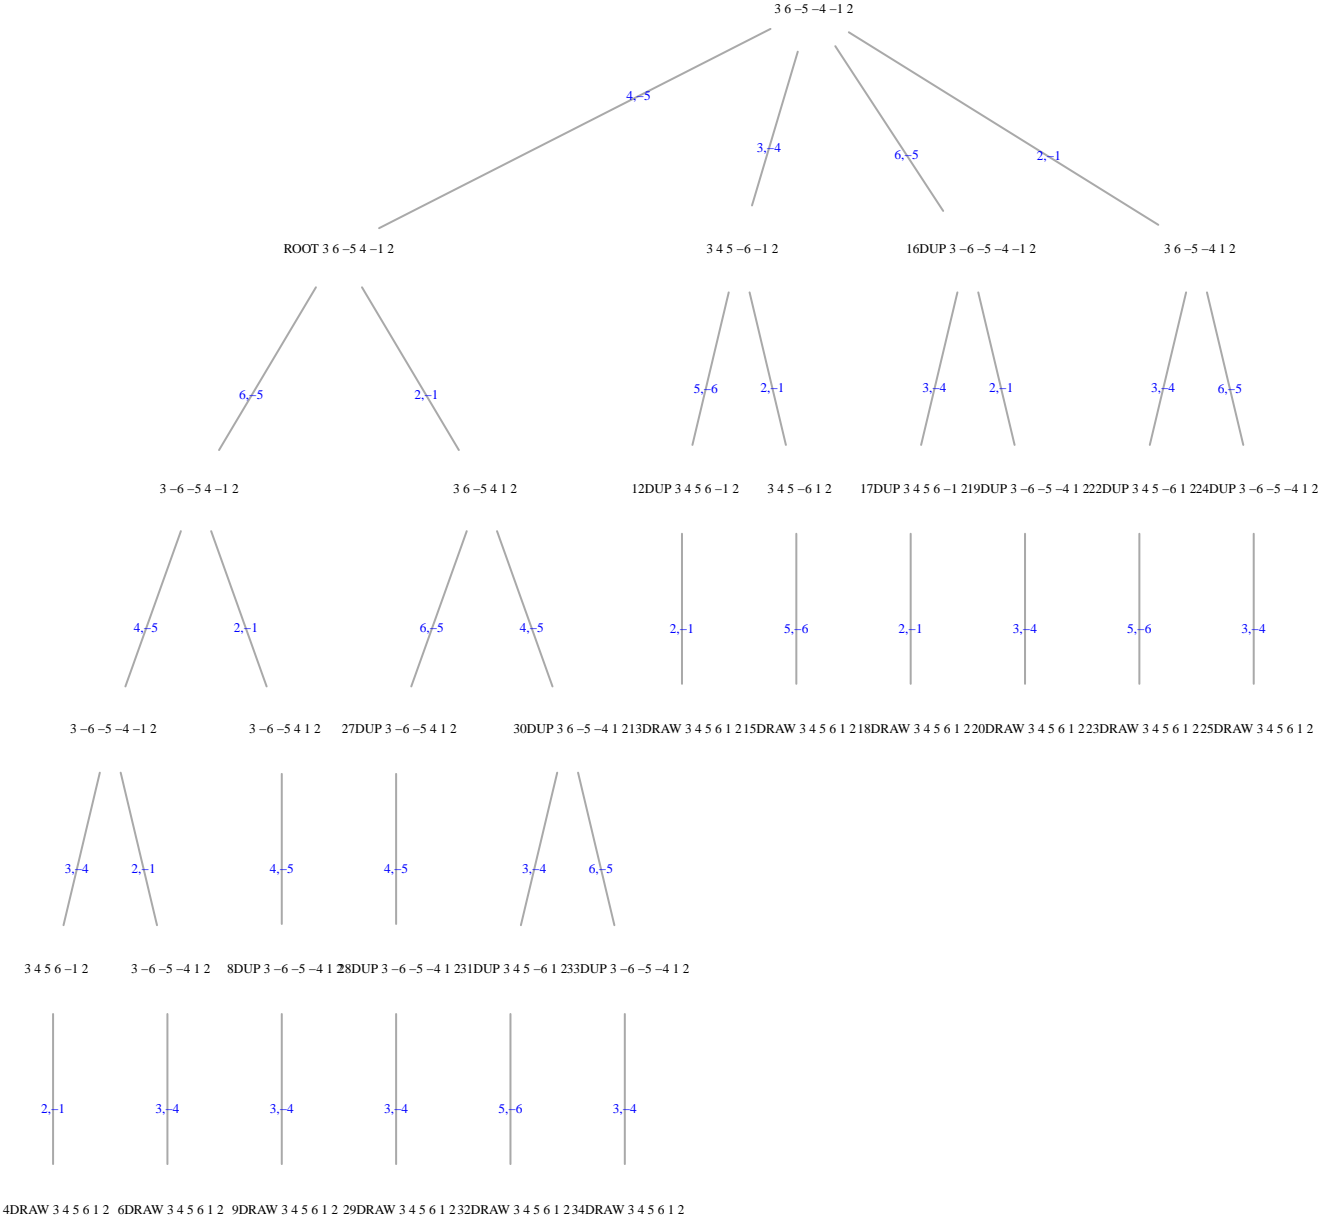 3 6 −5 −4 −1 2
4,−5
3,−4
6,−5
2,−1
ROOT 3 6 −5 4 −1 2
3 4 5 −6 −1 2
16DUP 3 −6 −5 −4 −1 2
3 6 −5 −4 1 2
6,−5
2,−1
5,−6
2,−1
3,−4
2,−1
3,−4
6,−5
3 −6 −5 4 −1 2
3 6 −5 4 1 2
12DUP 3 4 5 6 −1 2
3 4 5 −6 1 2
17DUP 3 4 5 6 −1 2
19DUP 3 −6 −5 −4 1 2
22DUP 3 4 5 −6 1 2
24DUP 3 −6 −5 −4 1 2
4,−5
2,−1
6,−5
4,−5
2,−1
5,−6
2,−1
3,−4
5,−6
3,−4
3 −6 −5 −4 −1 2
3 −6 −5 4 1 2
27DUP 3 −6 −5 4 1 2
30DUP 3 6 −5 −4 1 2
13DRAW 3 4 5 6 1 2
15DRAW 3 4 5 6 1 2
18DRAW 3 4 5 6 1 2
20DRAW 3 4 5 6 1 2
23DRAW 3 4 5 6 1 2
25DRAW 3 4 5 6 1 2
3,−4
2,−1
4,−5
4,−5
3,−4
6,−5
3 4 5 6 −1 2
3 −6 −5 −4 1 2
8DUP 3 −6 −5 −4 1 2
28DUP 3 −6 −5 −4 1 2
31DUP 3 4 5 −6 1 2
33DUP 3 −6 −5 −4 1 2
2,−1
3,−4
3,−4
3,−4
5,−6
3,−4
4DRAW 3 4 5 6 1 2
6DRAW 3 4 5 6 1 2
9DRAW 3 4 5 6 1 2
29DRAW 3 4 5 6 1 2
32DRAW 3 4 5 6 1 2
34DRAW 3 4 5 6 1 2